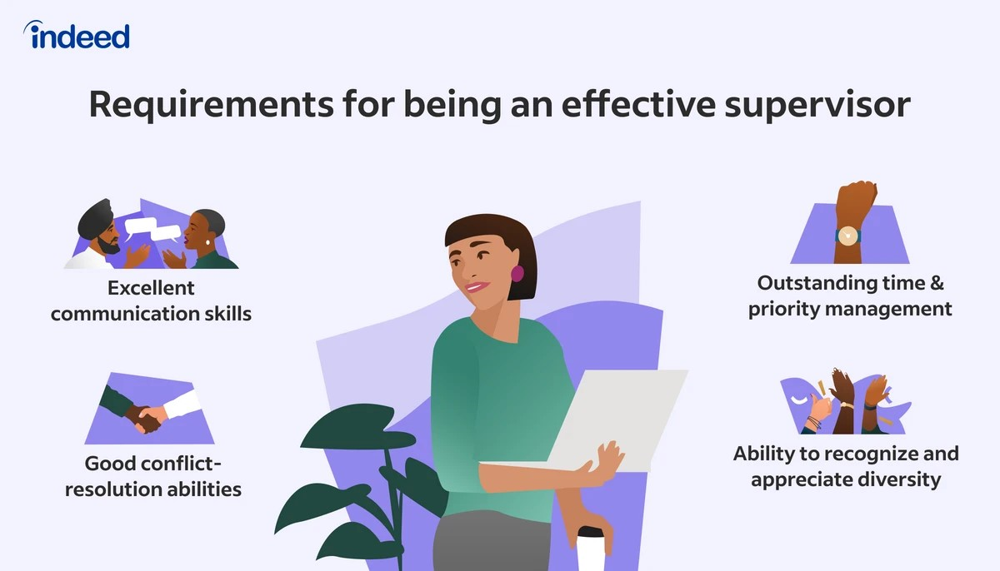 indeed
Requirements for being an effective supervisor
Excellent
communication skills
Outstanding time &
priority management
Good conflict-
resolution abilities
Ability to recognize and
appreciate diversity